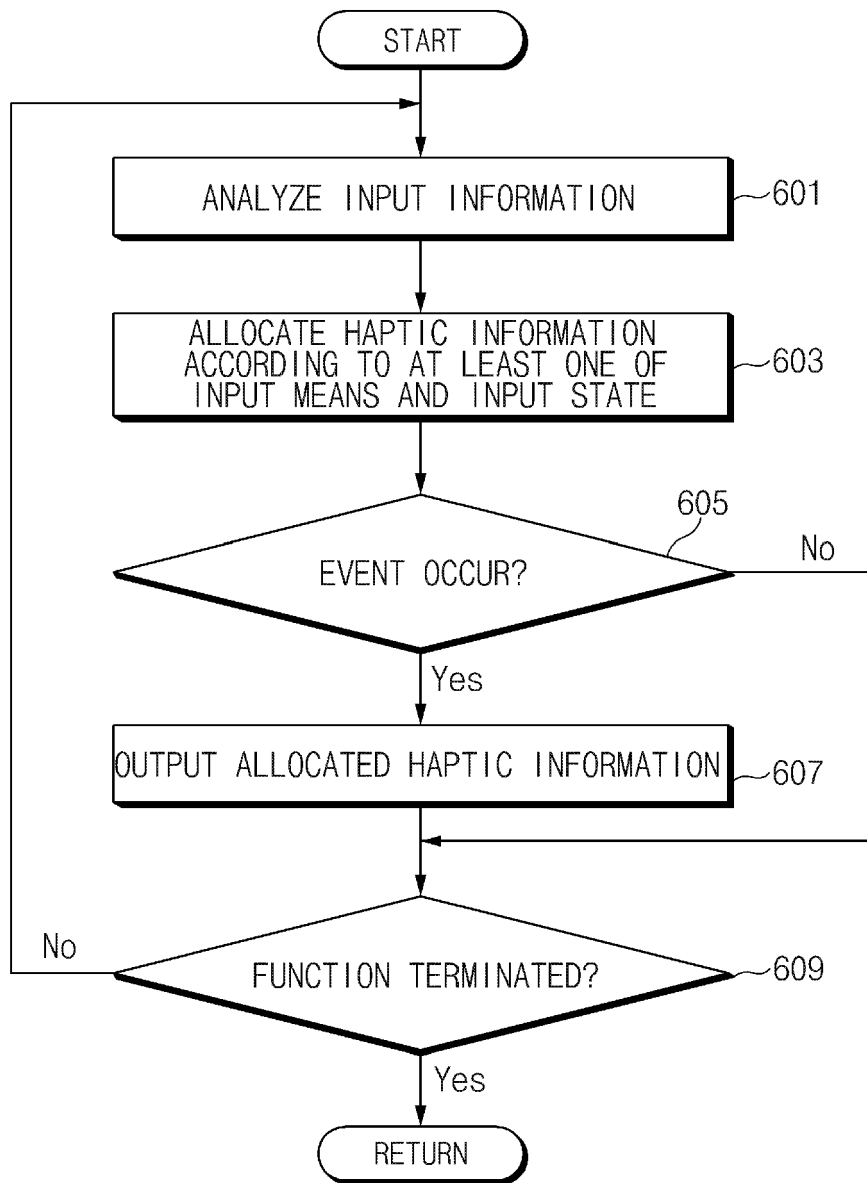 START
ANALYZE INPUT INFORMATION
601
ALLOCATE HAPTIC INFORMATION
ACCORDING TO AT LEAST ONE OF
INPUT MEANS AND INPUT STATE
603
605
EVENT OCCUR?
No
Yes
OUTPUT ALLOCATED HAPTIC INFORMATION
607
No
FUNCTION TERMINATED?
609
Yes
RETURN